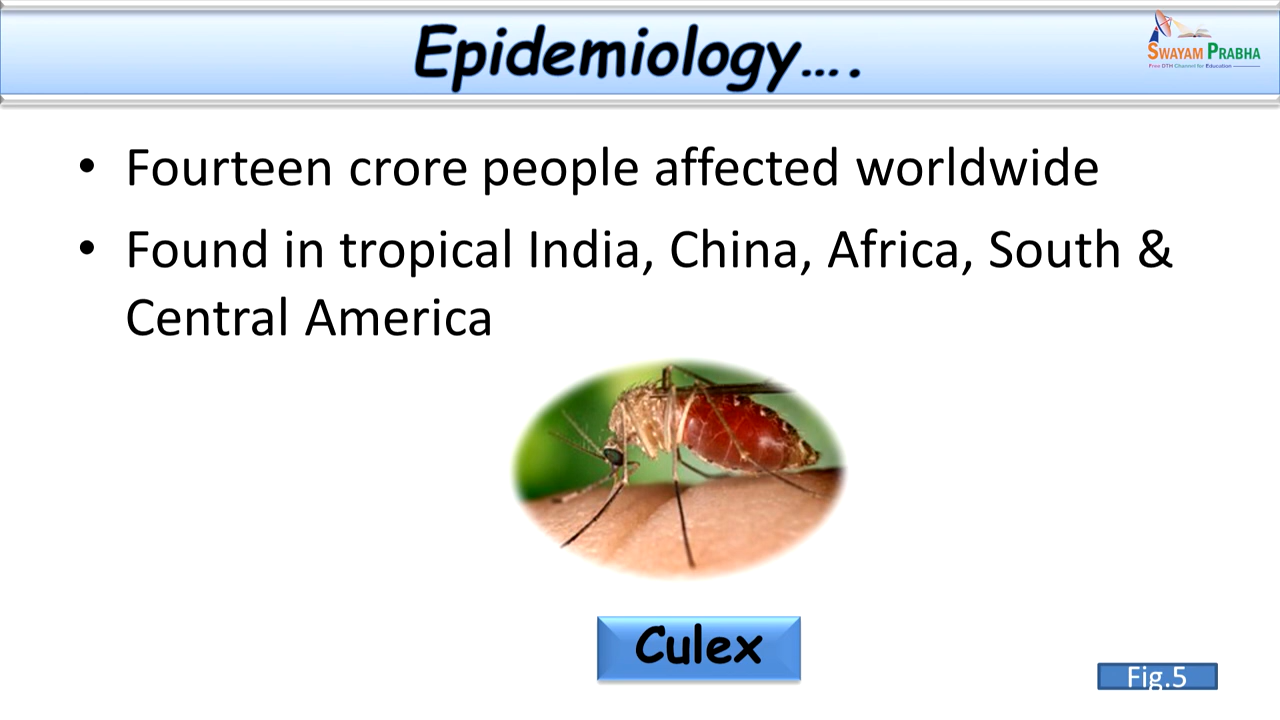 Epidemiology….
SWAYAM PRABHA
Free DTH Channel for Education
• Fourteen crore people affected worldwide
• Found in tropical India, China, Africa, South &
Central America
Culex
Fig.5